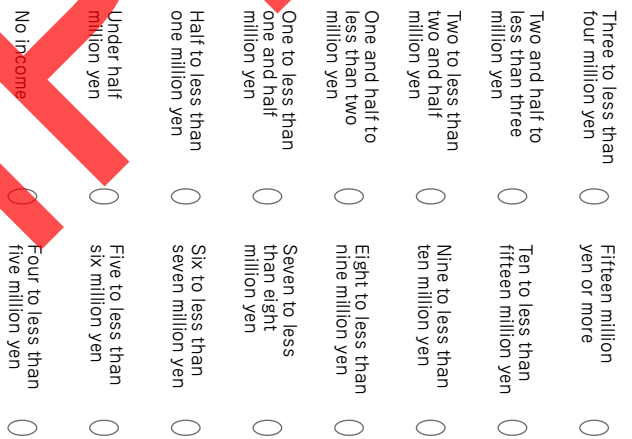 Three to less than
four million yen
Two and half to
less than three
million yen
Two to less than
two and half
million yen
One and half to
less than two
million yen
One to less than
one and half
million yen
Half to less than
one million yen
Under half
million yen
No income
Fifteen million
yen or more
Ten to less than
fifteen million yen
Nine to less than
ten million yen
Eight to less than
nine million yen
Seven to less
than eight
million yen
Six to less than
seven million yen
Five to less than
six million yen
Four to less than
five million yen